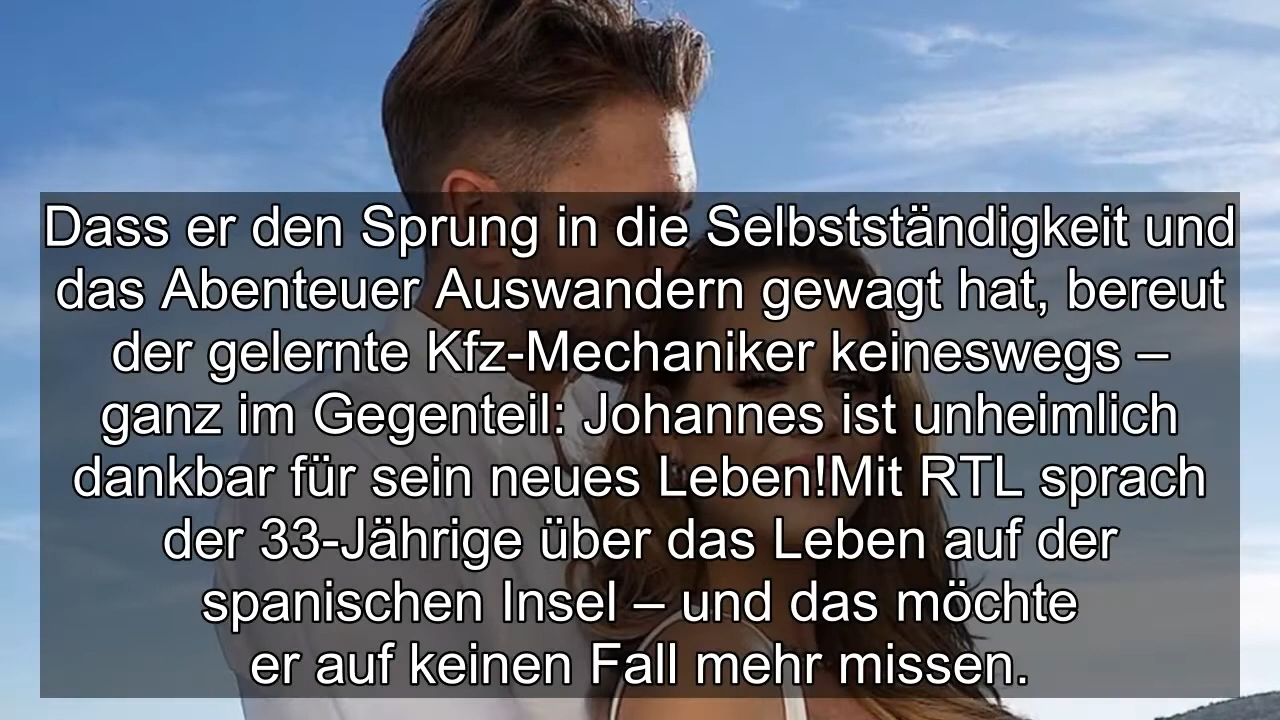 Dass er den Sprung in die Selbstständigkeit und
das Abenteuer Auswandern gewagt hat, bereut
der gelernte Kfz-Mechaniker keineswegs –
ganz im Gegenteil: Johannes ist unheimlich
dankbar für sein neues Leben!Mit RTL sprach
der 33-Jährige über das Leben auf der
spanischen Insel – und das möchte
er auf keinen Fall mehr missen.